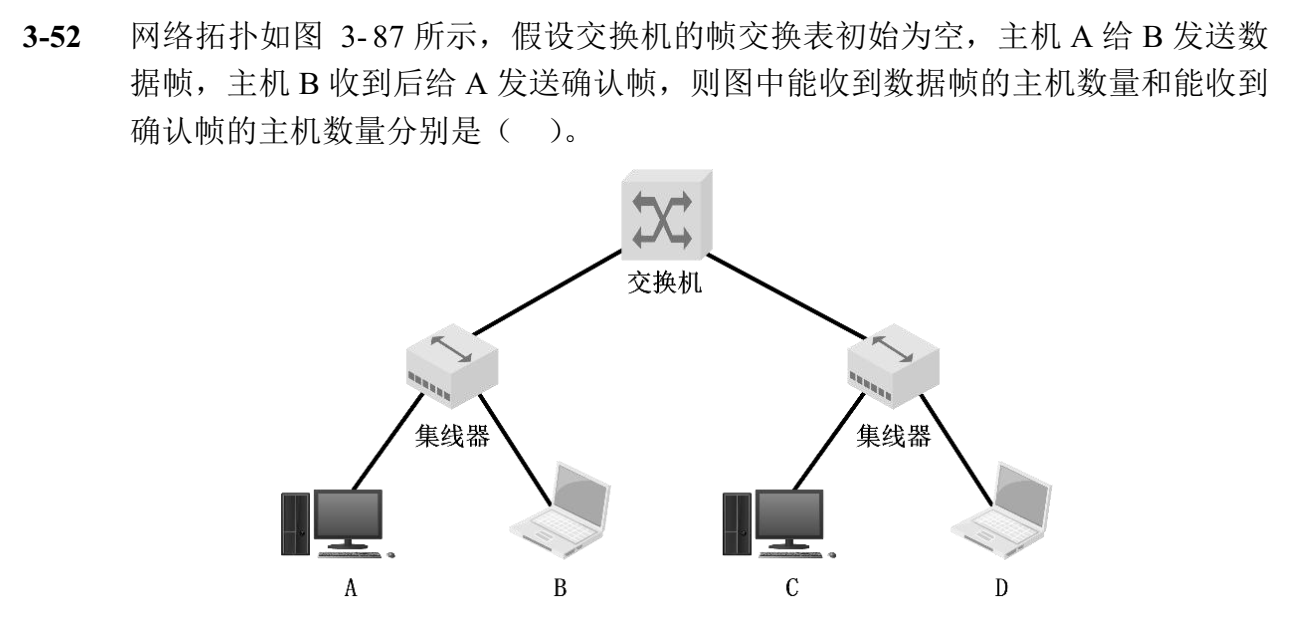 3-52 网络拓扑如图 3-87 所示，假设交换机的帧交换表初始为空，主机 A 给 B 发送数
据帧，主机 B 收到后给 A 发送确认帧，则图中能收到数据帧的主机数量和能收到
确认帧的主机数量分别是（ ）。
交换机
集线器 集线器
A B C D